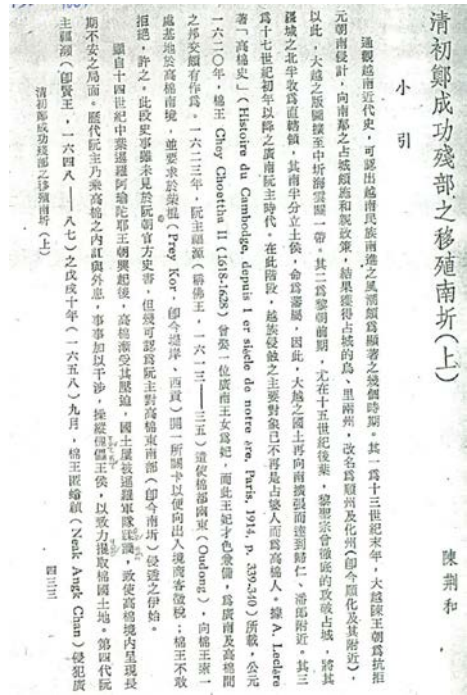 清初鄭成功殘部之移殖南圻(上)
陳荊和
小引
通觀越南近代史,可認出越南民族南進之風潮頗爲顯著之幾個時期。其一爲十三世紀末年,大越陳王朝爲抗拒
元朝南侵計,向南鄰之占城頗施和親政策,結果獲得占城的烏、里兩州,改名爲順州及化州(卽今順化及其附近),
以此,大越之版圖擴至中圻海雲關一帶。其二爲黎朝前期,尤在十五世紀後葉,黎聖宗曾徹底的攻破占城,將其
疆域之北半收爲直轄領,其南半分立土侯,命爲藩屬,因此,大越之國土再向南擴張而達到歸仁、潘郎附近。其三
爲十七世紀初年以降之廣南阮主時代。在此階段,越族侵蝕之主要對象已不再是占婆人而爲高棉人。據 A. Leclère
著「高棉史」(Histoire du Cambodge, depuis 1 er siècle de notre ère, Paris, 1914, p. 339-340)所載,公元
一六二〇年,棉王 Chey Choettha II (1618-1628) 曾娶一位廣南王女爲妃,而此王妃才色兼備,爲廣南及高棉間
之邦交頗有作爲。一六二三年,阮主福源(稱佛王,一六一三——三五)遣使棉都幽東(Oudong),向棉王求一
處基地於高棉南境,並要求於柴棍(Prey Kor,卽今堤岸、西貢)開一所關卡以便向出入境商客徵稅;棉王不敢
拒絕,許之。此段史事雖未見於阮朝官方史書,但幾可認爲阮主對高棉東南部(卽今南圻)侵透之伊始。
顯自十四世紀中葉暹羅阿瑜陀耶王朝興起後,高棉漸受其壓迫,國土屢被暹羅軍隊蹂躪,致使高棉境內呈現長
期不安之局面。歷代阮主乃乘高棉之內訌與外患,事事加以干涉,操縱傀儡王侯,以致力攫取棉國土地。第四代阮
主福瀕(卽賢王,一六四八——八七)之戊戌十年(一六五八)九月,棉王匿螉禛(Neak Angk Chan)侵犯廣
清初鄭成功殘部之移殖南圻(上)
四三三